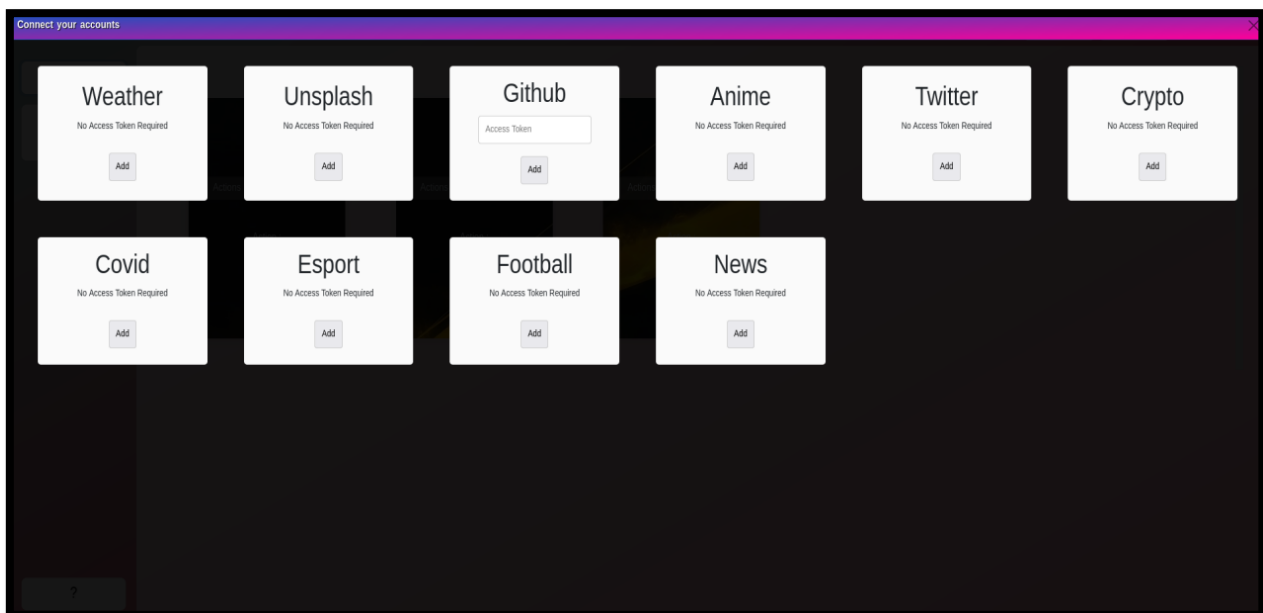 Connect your accounts
Weather
No Access Token Required
Add
Unsplash
No Access Token Required
Add
Github
Access Token
Add
Anime
No Access Token Required
Add
Twitter
No Access Token Required
Add
Crypto
No Access Token Required
Add
Actions
Actions
Actions
Covid
No Access Token Required
Add
Esport
No Access Token Required
Add
Football
No Access Token Required
Add
News
No Access Token Required
Add
?